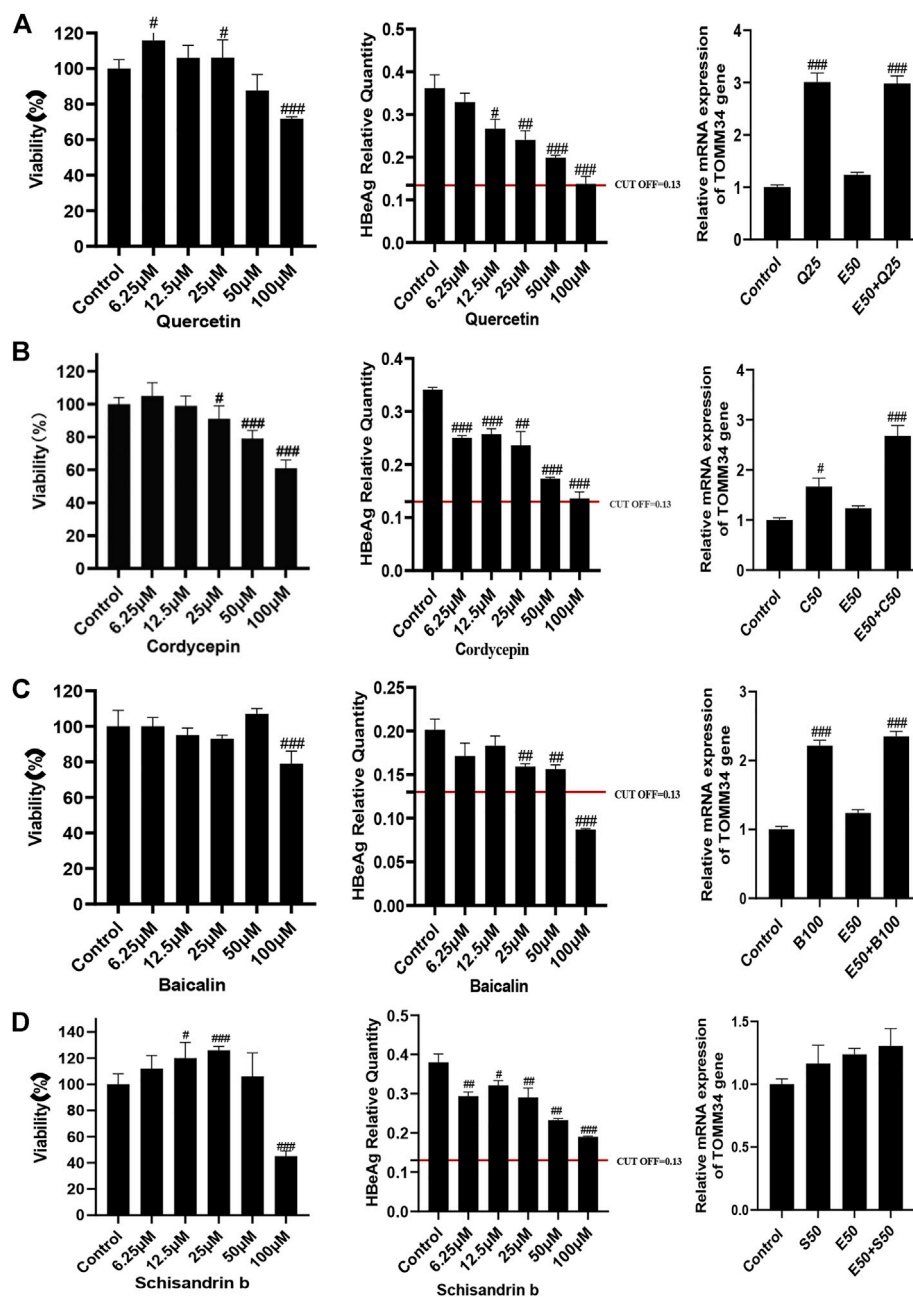 A
Viability(%)
120
100
80
60
40
20
0
#
#
###
Control
6.25μM
12.5μM
25μM
50μM
100μM
Quercetin
HBeAg Relative Quantity
0.5
0.4
0.3
0.2
0.1
0.0
#
##
###
###
CUT OFF=0.13
Control
6.25μM
12.5μM
25μM
50μM
100μM
Quercetin
Relative mRNA expression
of TOMM34 gene
4
3
2
1
0
###
###
Control
Q25
E50
E50+Q25
B
Viability(%)
120
100
80
60
40
20
0
#
###
###
Control
6.25μM
12.5μM
25μM
50μM
100μM
Cordycepin
HBeAg Relative Quantity
0.4
0.3
0.2
0.1
0.0
###
###
##
###
###
CUT OFF=0.13
Control
6.25μM
12.5μM
25μM
50μM
100μM
Cordycepin
Relative mRNA expression
of TOMM34 gene
4
3
2
1
0
#
###
Control
C50
E50
E50+C50
C
Viability(%)
120
100
80
60
40
20
0
###
Control
6.25μM
12.5μM
25μM
50μM
100μM
Baicalin
HBeAg Relative Quantity
0.25
0.20
0.15
0.10
0.05
0.00
##
##
###
CUT OFF=0.13
Control
6.25μM
12.5μM
25μM
50μM
100μM
Baicalin
Relative mRNA expression
of TOMM34 gene
3
2
1
0
###
###
Control
B100
E50
E50+B100
D
Viability(%)
140
120
100
80
60
40
20
0
#
###
###
Control
6.25μM
12.5μM
25μM
50μM
100μM
Schisandrin b
HBeAg Relative Quantity
0.5
0.4
0.3
0.2
0.1
0.0
##
#
##
##
###
CUT OFF=0.13
Control
6.25μM
12.5μM
25μM
50μM
100μM
Schisandrin b
Relative mRNA expression
of TOMM34 gene
1.5
1.0
0.5
0.0
Control
S50
E50
E50+S50